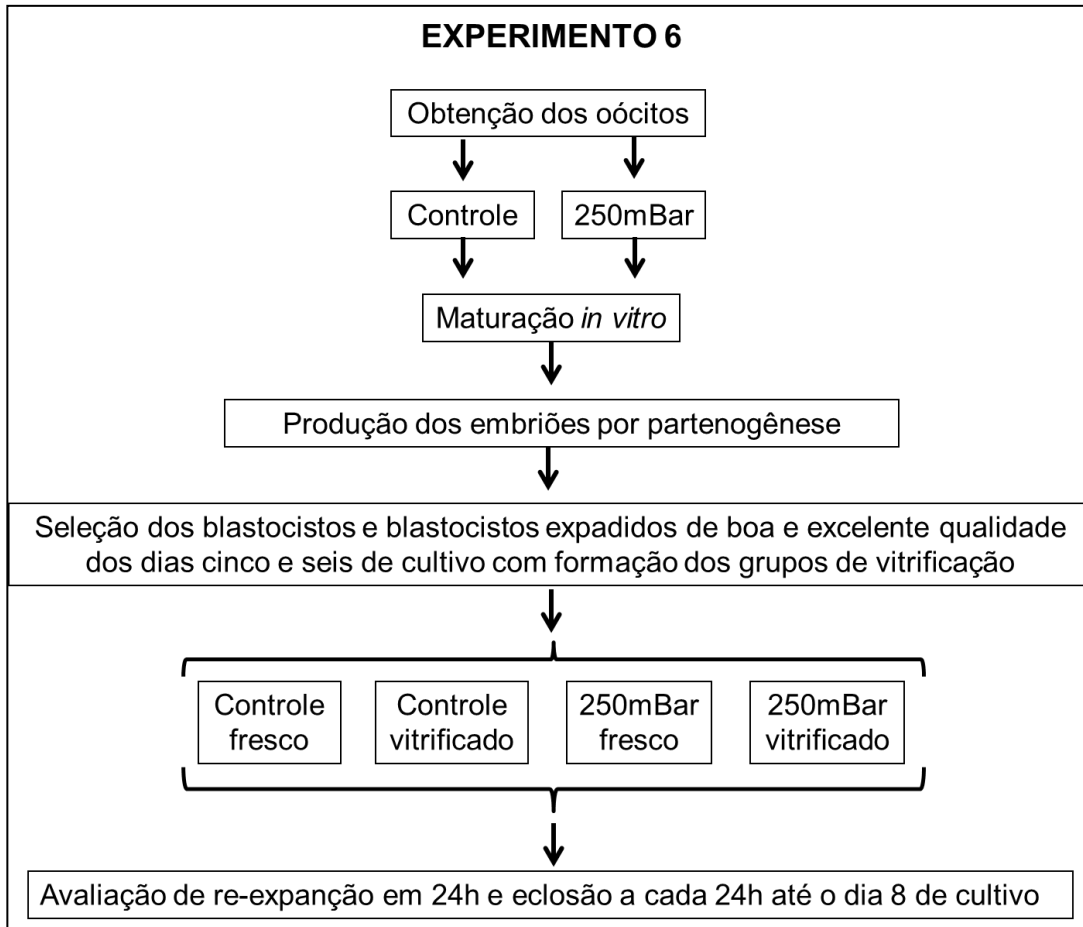 EXPERIMENTO 6
Obtenção dos oócitos
Controle
250mBar
Maturação in vitro
Produção dos embriões por partenogênese
Seleção dos blastocistos e blastocistos expadidos de boa e excelente qualidade
dos dias cinco e seis de cultivo com formação dos grupos de vitrificação
Controle
fresco
Controle
vitrificado
250mBar
fresco
250mBar
vitrificado
Avaliação de re-expanção em 24h e eclosão a cada 24h até o dia 8 de cultivo